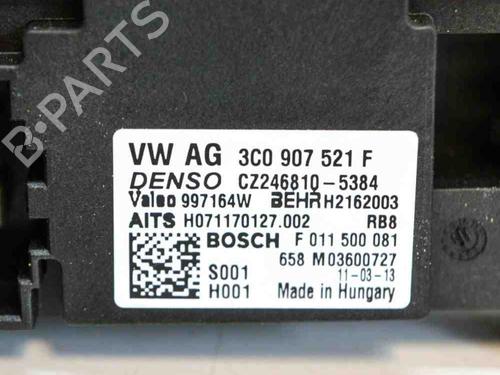 VW AG 3C0 907 521 F
DENSO CZ246810-5384
Valeo 997164W BEHR H2162003
AITS H071170127.002 RB8
BOSCH F 011 500 081
658 M03600727
S001 11-03-13
H001 Made in Hungary
B-PARTS